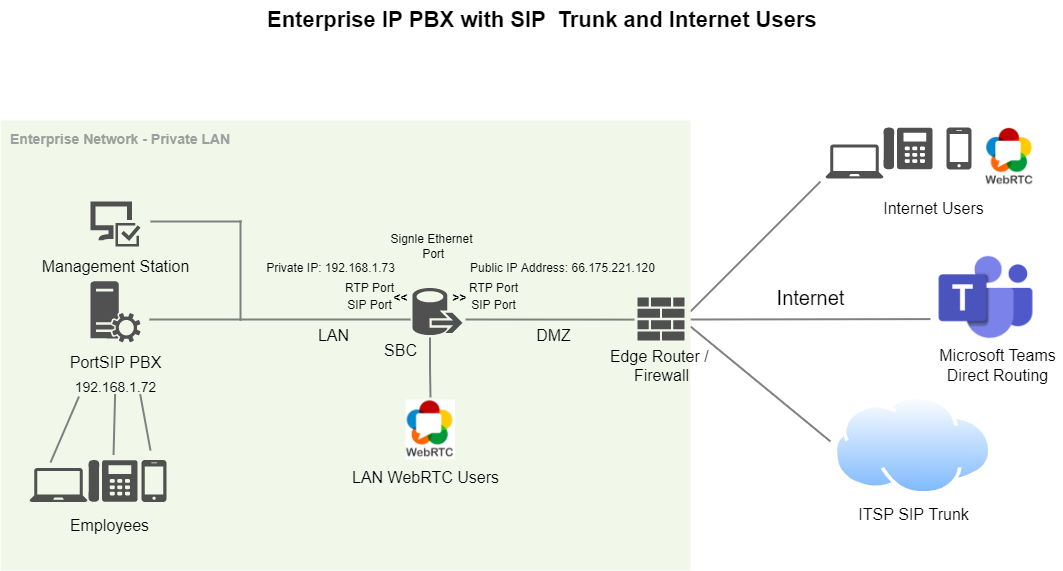 Enterprise IP PBX with SIP  Trunk and Internet Users
Enterprise Network - Private LAN
WebRTC
Internet Users
Management Station
Signle Ethernet
Port
Private IP: 192.168.1.73
Public IP Address: 66.175.221.120
RTP Port
SIP Port
<<
>>
RTP Port
SIP Port
LAN
SBC
DMZ
Edge Router /
Firewall
Internet
T
Microsoft Teams
Direct Routing
PortSIP PBX
192.168.1.72
WebRTC
LAN WebRTC Users
Employees
ITSP SIP Trunk